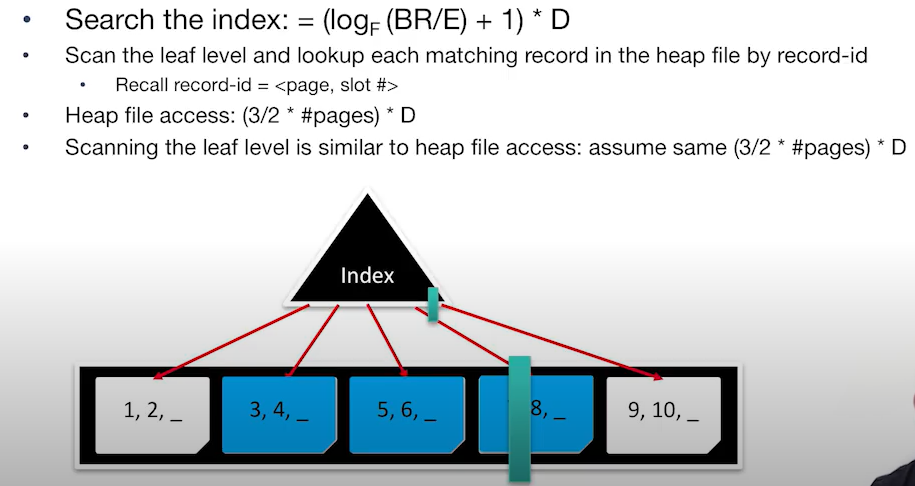 Search the index: = (log_F (BR/E) + 1) * D
Scan the leaf level and lookup each matching record in the heap file by record-id
Recall record-id = <page, slot #>
Heap file access: (3/2 * #pages) * D
Scanning the leaf level is similar to heap file access: assume same (3/2 * #pages) * D
Index
1, 2, _
3, 4, _
5, 6, _
8, _
9, 10, _